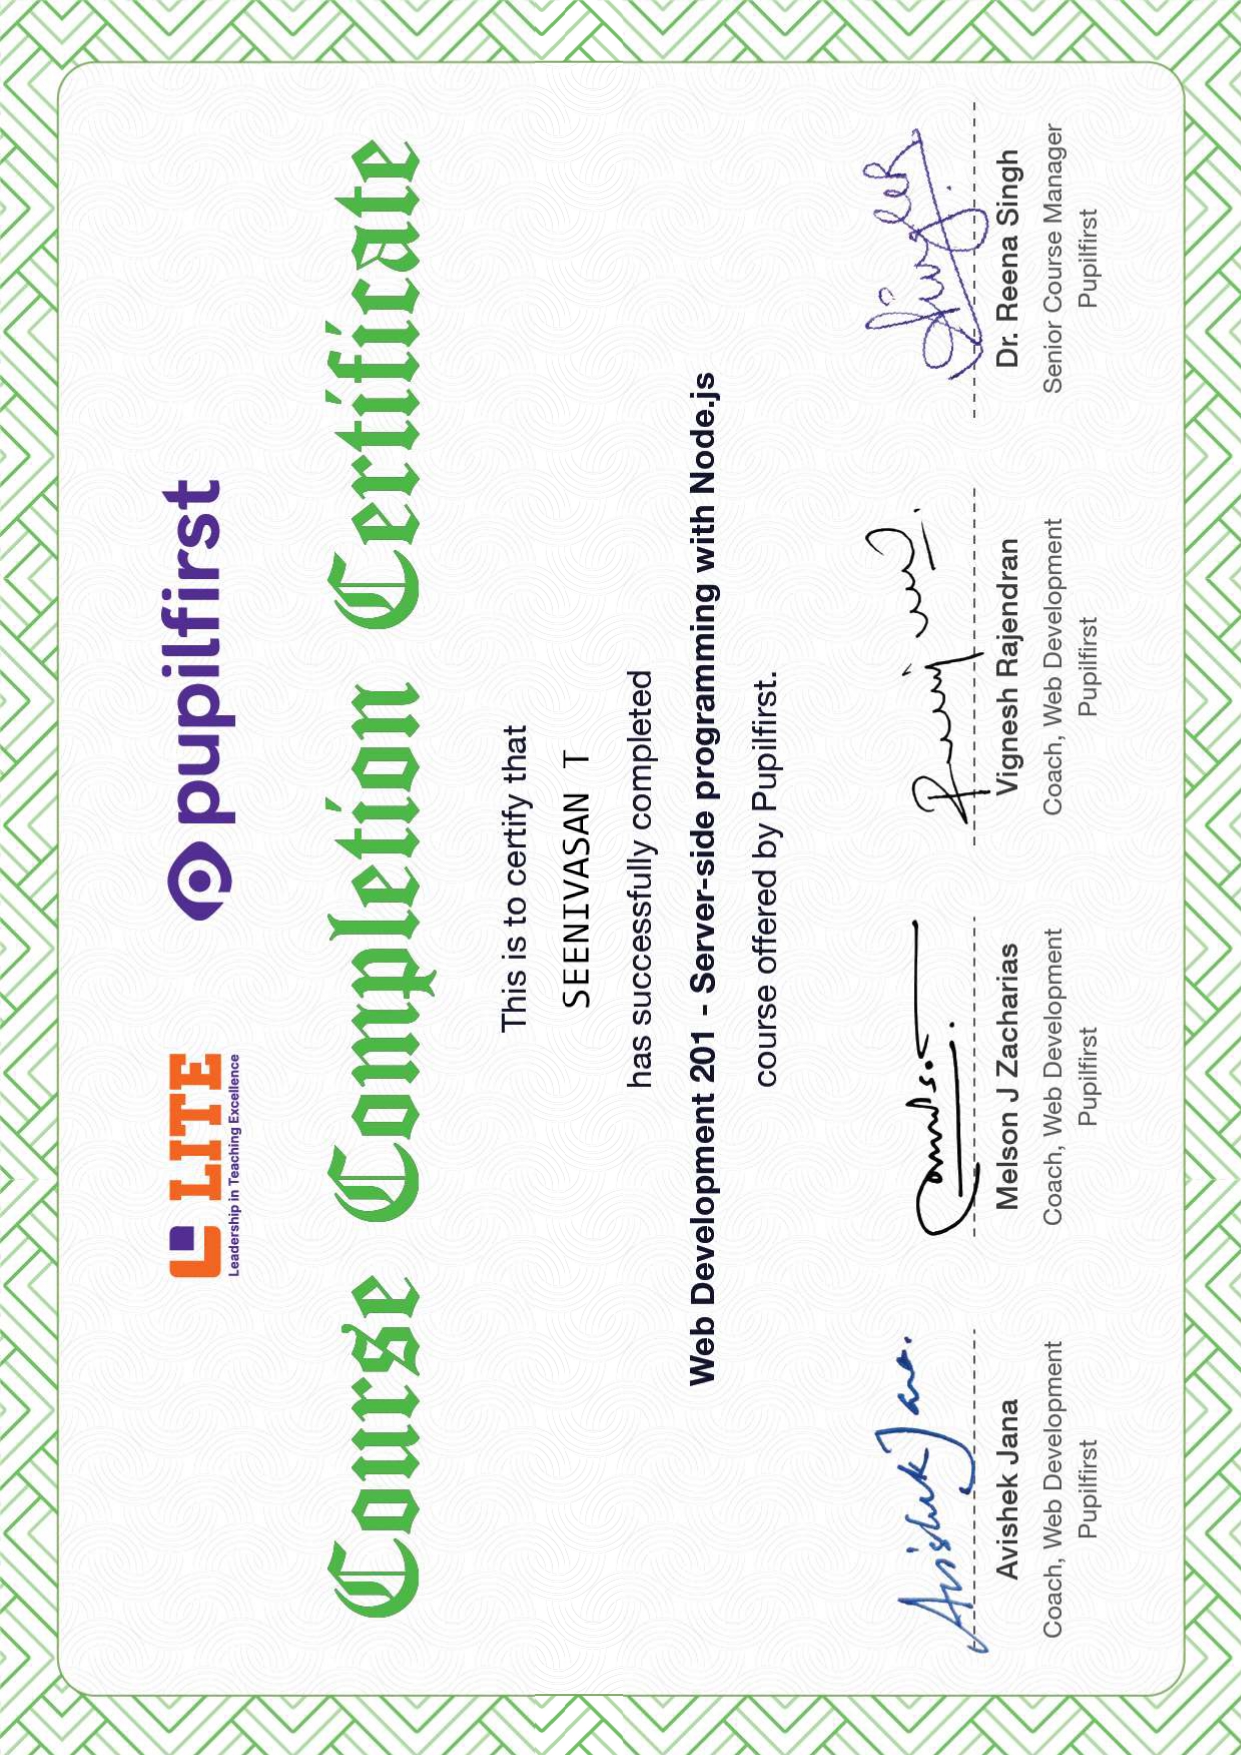 LITE
Leadership in Teaching Excellence
pupilfirst
Course Completion Certificate
This is to certify that
SEENIVASAN T
has successfully completed
Web Development 201 - Server-side programming with Node.js
course offered by Pupilfirst.
Avishek Jana.
Avishek Jana
Coach, Web Development
Pupilfirst
Melson J Zacharias
Coach, Web Development
Pupilfirst
Vignesh Rajendran
Coach, Web Development
Pupilfirst
Dr. Reena Singh
Senior Course Manager
Pupilfirst